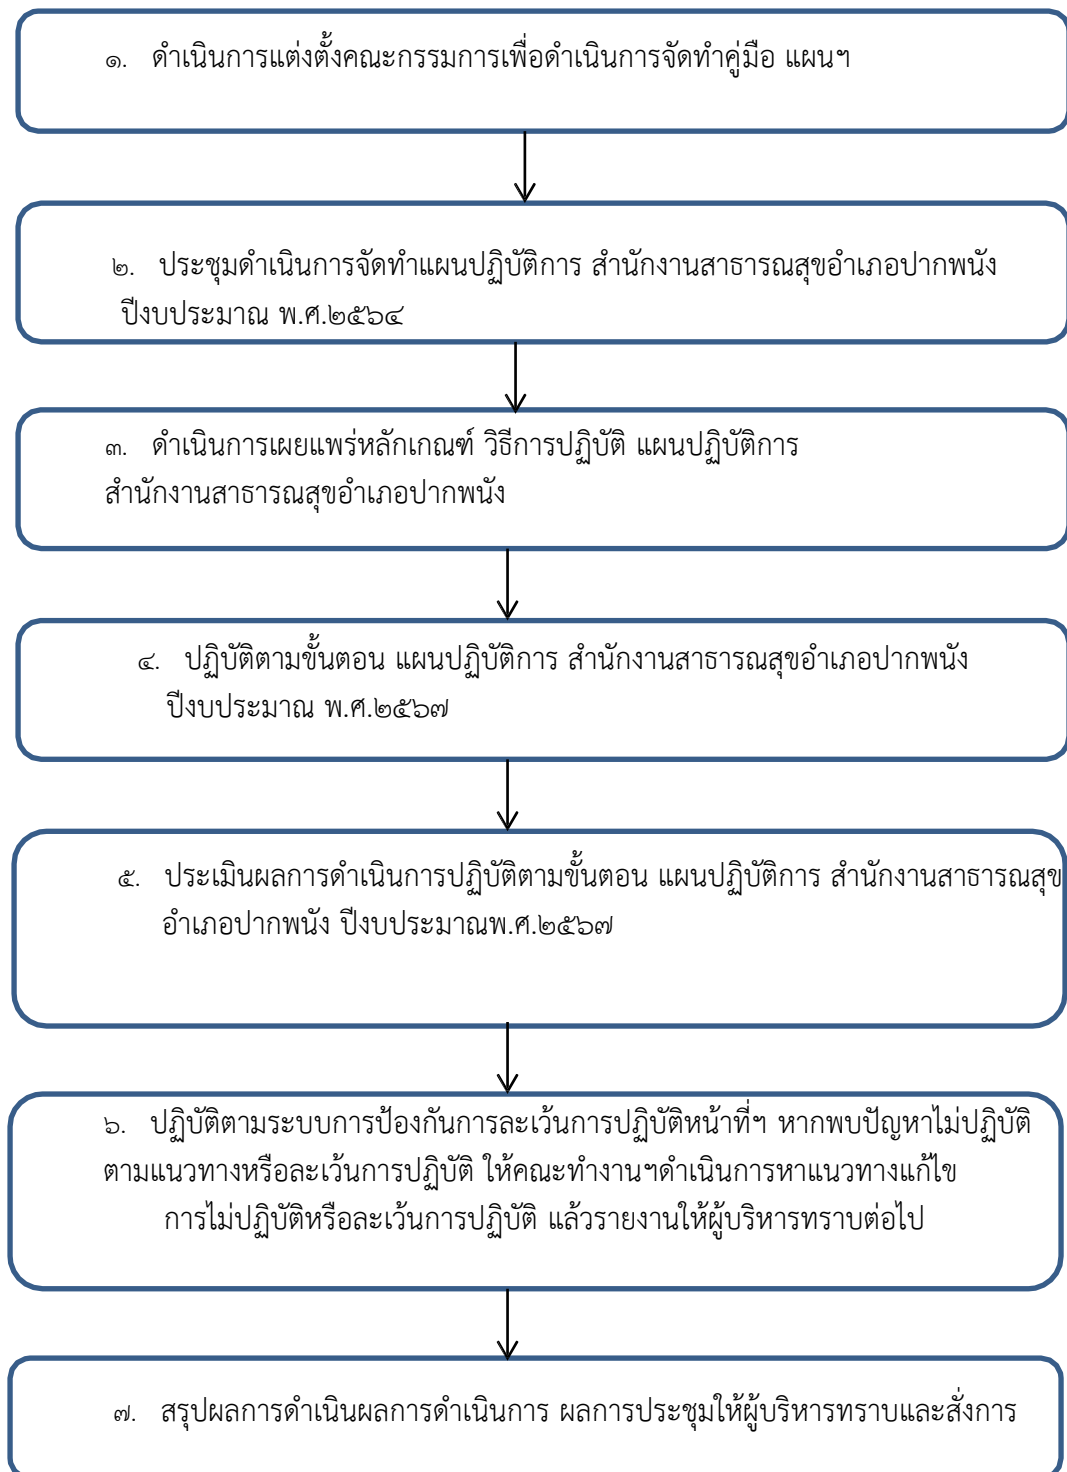 ๑. ดำเนินการแต่งตั้งคณะกรรมการเพื่อดำเนินการจัดทำคู่มือ แผนฯ
๒. ประชุมดำเนินการจัดทำแผนปฏิบัติการ สำนักงานสาธารณสุขอำเภอปากพนัง
ปีงบประมาณ พ.ศ.๒๕๖๔
๓. ดำเนินการเผยแพร่หลักเกณฑ์ วิธีการปฏิบัติ แผนปฏิบัติการ
สำนักงานสาธารณสุขอำเภอปากพนัง
๔. ปฏิบัติตามขั้นตอน แผนปฏิบัติการ สำนักงานสาธารณสุขอำเภอปากพนัง
ปีงบประมาณ พ.ศ.๒๕๖๗
๕. ประเมินผลการดำเนินการปฏิบัติตามขั้นตอน แผนปฏิบัติการ สำนักงานสาธารณสุข
อำเภอปากพนัง ปีงบประมาณพ.ศ.๒๕๖๗
๖. ปฏิบัติตามระบบการป้องกันการละเว้นการปฏิบัติหน้าที่ฯ หากพบปัญหาไม่ปฏิบัติ
ตามแนวทางหรือละเว้นการปฏิบัติ ให้คณะทำงานฯดำเนินการหาแนวทางแก้ไข
การไม่ปฏิบัติหรือละเว้นการปฏิบัติ แล้วรายงานให้ผู้บริหารทราบต่อไป
๗. สรุปผลการดำเนินผลการดำเนินการ ผลการประชุมให้ผู้บริหารทราบและสั่งการ